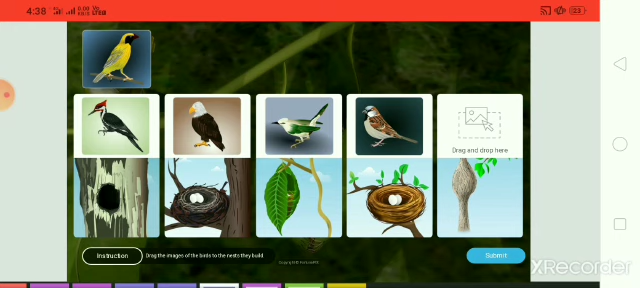 4:38
Drag and drop here
Instruction
Drag the images of the birds to the nests they build.
Submit
XRecorder